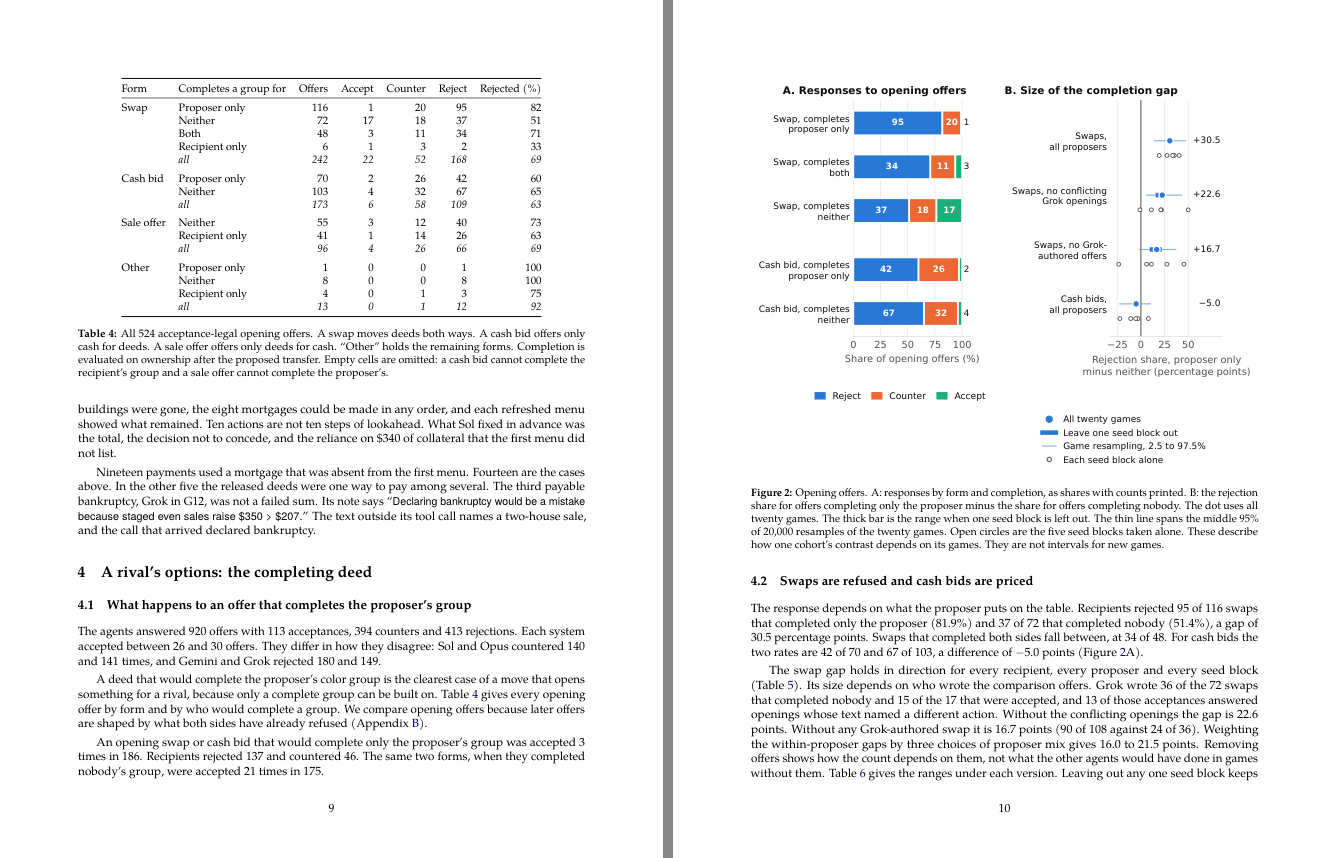 Form Completes a group for Offers Accept Counter Reject Rejected (%)
Swap Proposer only 116 1 20 95 82
Neither 72 17 18 37 51
Both 48 3 11 34 71
Recipient only 6 1 3 2 33
all 242 22 52 168 69
Cash bid Proposer only 70 2 26 42 60
Neither 103 4 32 67 65
all 173 6 58 109 63
Sale offer Neither 55 3 12 40 73
Recipient only 41 1 14 26 63
all 96 4 26 66 69
Other Proposer only 1 0 0 1 100
Neither 8 0 0 8 100
Recipient only 4 0 1 3 75
all 13 0 1 12 92
Table 4: All 524 acceptance-legal opening offers. A swap moves deeds both ways. A cash bid offers only
cash for deeds. A sale offer offers only deeds for cash. “Other” holds the remaining forms. Completion is
evaluated on ownership after the proposed transfer. Empty cells are omitted: a cash bid cannot complete the
recipient’s group and a sale offer cannot complete the proposer’s.
buildings were gone, the eight mortgages could be made in any order, and each refreshed menu
showed what remained. Ten actions are not ten steps of lookahead. What Sol fixed in advance was
the total, the decision not to concede, and the reliance on $340 of collateral that the first menu did
not list.
Nineteen payments used a mortgage that was absent from the first menu. Fourteen are the cases
above. In the other five the released deeds were one way to pay among several. The third payable
bankruptcy, Grok in G12, was not a failed sum. Its note says “Declaring bankruptcy would be a mistake
because staged even sales raise $350 > $207.” The text outside its tool call names a two-house sale,
and the call that arrived declared bankruptcy.
4 A rival’s options: the completing deed
4.1 What happens to an offer that completes the proposer’s group
The agents answered 920 offers with 113 acceptances, 394 counters and 413 rejections. Each system
accepted between 26 and 30 offers. They differ in how they disagree: Sol and Opus countered 140
and 141 times, and Gemini and Grok rejected 180 and 149.
A deed that would complete the proposer’s color group is the clearest case of a move that opens
something for a rival, because only a complete group can be built on. Table 4 gives every opening
offer by form and by who would complete a group. We compare opening offers because later offers
are shaped by what both sides have already refused (Appendix B).
An opening swap or cash bid that would complete only the proposer’s group was accepted 3
times in 186. Recipients rejected 137 and countered 46. The same two forms, when they completed
nobody’s group, were accepted 21 times in 175.
9
A. Responses to opening offers
Swap, completes
proposer only
95 20 1
Swap, completes
both
34 11 3
Swap, completes
neither
37 18 17
Cash bid, completes
proposer only
42 26 2
Cash bid, completes
neither
67 32 4
0 25 50 75 100
Share of opening offers (%)
Reject Counter Accept
B. Size of the completion gap
Swaps,
all proposers
+30.5
Swaps, no conflicting
Grok openings
+22.6
Swaps, no Grok-
authored offers
+16.7
Cash bids,
all proposers
−5.0
−25 0 25 50
Rejection share, proposer only
minus neither (percentage points)
All twenty games
Leave one seed block out
Game resampling, 2.5 to 97.5%
Each seed block alone
Figure 2: Opening offers. A: responses by form and completion, as shares with counts printed. B: the rejection
share for offers completing only the proposer minus the share for offers completing nobody. The dot uses all
twenty games. The thick bar is the range when one seed block is left out. The thin line spans the middle 95%
of 20,000 resamples of the twenty games. Open circles are the five seed blocks taken alone. These describe
how one cohort’s contrast depends on its games. They are not intervals for new games.
4.2 Swaps are refused and cash bids are priced
The response depends on what the proposer puts on the table. Recipients rejected 95 of 116 swaps
that completed only the proposer (81.9%) and 37 of 72 that completed nobody (51.4%), a gap of
30.5 percentage points. Swaps that completed both sides fall between, at 34 of 48. For cash bids the
two rates are 42 of 70 and 67 of 103, a difference of −5.0 points (Figure 2A).
The swap gap holds in direction for every recipient, every proposer and every seed block
(Table 5). Its size depends on who wrote the comparison offers. Grok wrote 36 of the 72 swaps
that completed nobody and 15 of the 17 that were accepted, and 13 of those acceptances answered
openings whose text named a different action. Without the conflicting openings the gap is 22.6
points. Without any Grok-authored swap it is 16.7 points (90 of 108 against 24 of 36). Weighting
the within-proposer gaps by three choices of proposer mix gives 16.0 to 21.5 points. Removing
offers shows how the count depends on them, not what the other agents would have done in games
without them. Table 6 gives the ranges under each version. Leaving out any one seed block keeps
10